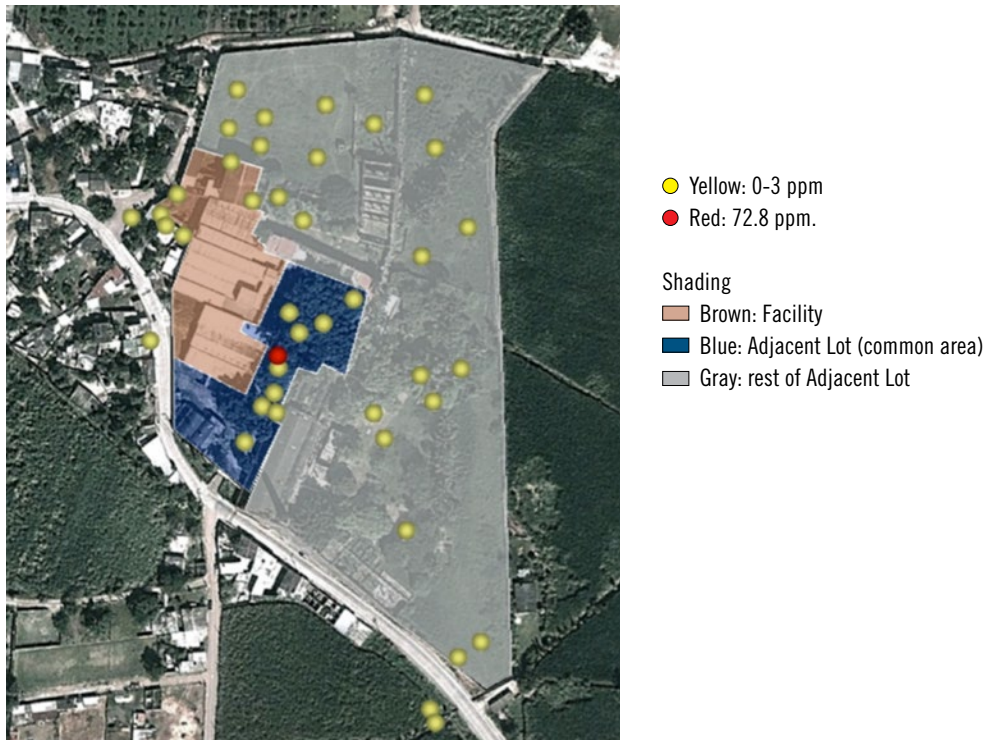 Yellow: 0-3 ppm
Red: 72.8 ppm.
Shading
Brown: Facility
Blue: Adjacent Lot (common area)
Gray: rest of Adjacent Lot